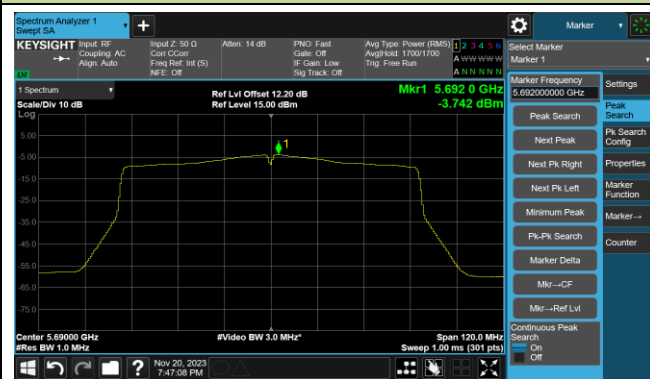 Spectrum Analyzer 1
Swept SA
Marker
KEYSIGHT
Input: RF
Coupling: AC
Align: Auto
Input Z: 50 Ω
Corr CCorr
Freq Ref: Int (S)
NFE: Off
Atten: 14 dB
PNO: Fast
Gate: Off
IF Gain: Low
Sig Track: Off
Avg Type: Power (RMS)
Avg|Hold: 1700/1700
Trig: Free Run
1 2 3 4 5 6
A W W W W W
A N N N N N
Select Marker
Marker 1
1 Spectrum
Scale/Div 10 dB
Log
Ref Lvl Offset 12.20 dB
Ref Level 15.00 dBm
Mkr1 5.692 0 GHz
-3.742 dBm
1
5.00
-5.00
-15.0
-25.0
-35.0
-45.0
-55.0
-65.0
-75.0
Center 5.69000 GHz
#Res BW 1.0 MHz
#Video BW 3.0 MHz*
Span 120.0 MHz
Sweep 1.00 ms (301 pts)
Marker Frequency
5.692000000 GHz
Peak Search
Next Peak
Next Pk Right
Next Pk Left
Minimum Peak
Pk-Pk Search
Marker Delta
Mkr→CF
Mkr→Ref Lvl
Continuous Peak
Search
On
Off
Settings
Peak
Search
Pk Search
Config
Properties
Marker
Function
Marker→
Counter
?
Nov 20, 2023
7:47:08 PM